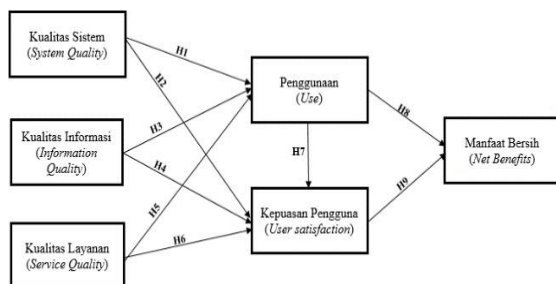 Kualitas Sistem
(System Quality)
H1
H2
Penggunaan
(Use)
Kualitas Informasi
(Information
Quality)
H3
H4
H5
H7
H8
H9
Manfaat Bersih
(Net Benefits)
Kualitas Layanan
(Service Quality)
H6
Kepuasan Pengguna
(User satisfaction)